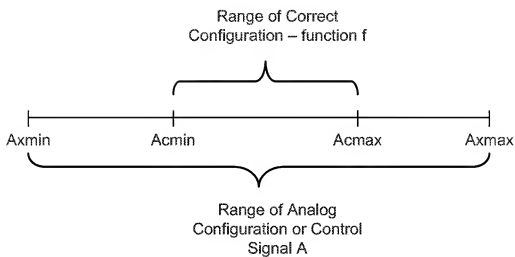 Range of Correct
Configuration – function f
Axmin Acmin Acmax Axmax
Range of Analog
Configuration or Control
Signal A